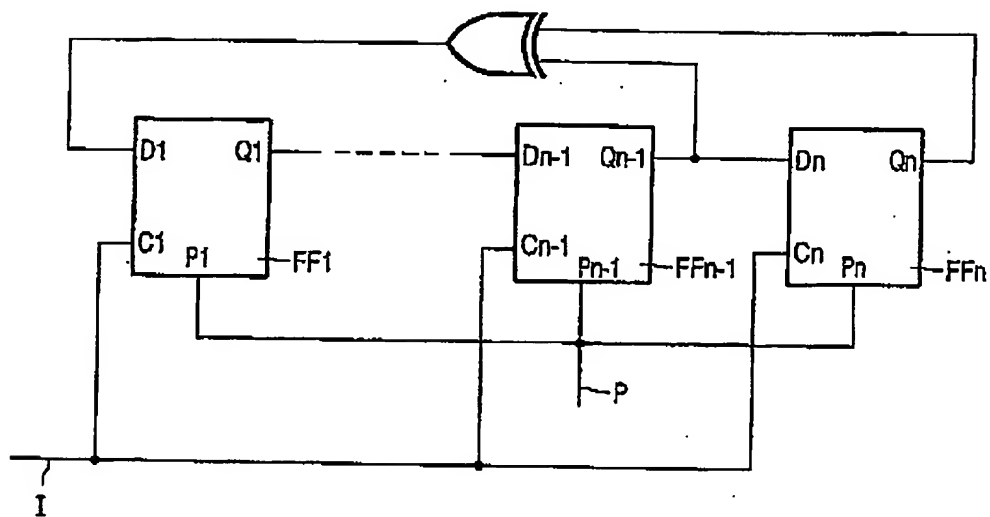 D1 Q1
C1
P1
FF1
Dn-1 Qn-1
Cn-1
Pn-1
FFn-1
Dn Qn
Cn
Pn
FFn
P
I